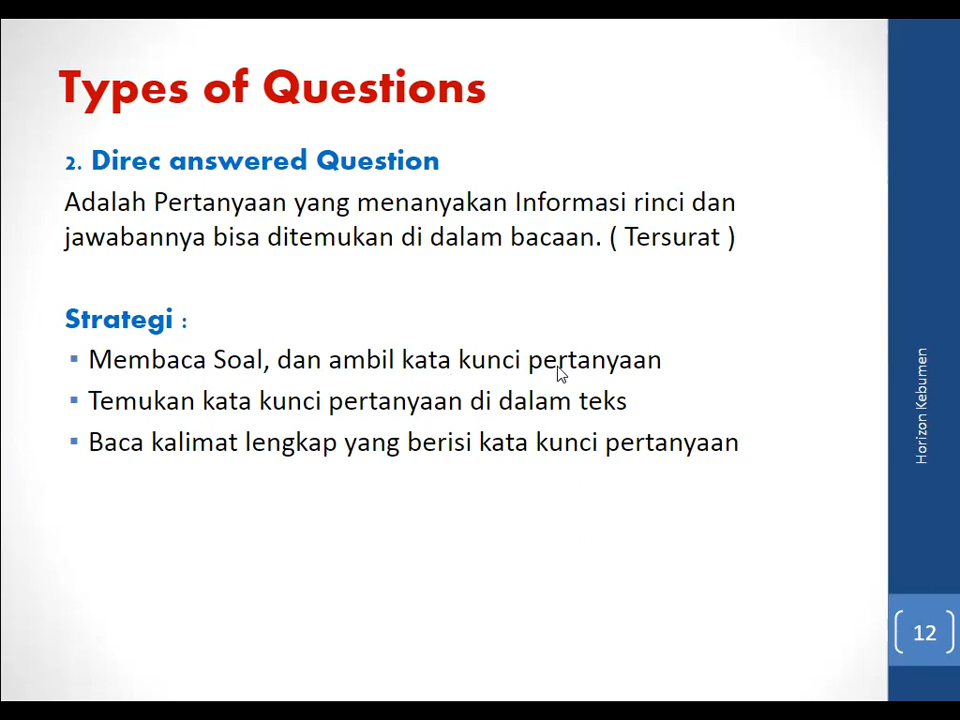 Types of Questions
2. Direc answered Question
Adalah Pertanyaan yang menanyakan Informasi rinci dan
jawabannya bisa ditemukan di dalam bacaan. ( Tersurat )
Strategi :
▪ Membaca Soal, dan ambil kata kunci pertanyaan
▪ Temukan kata kunci pertanyaan di dalam teks
▪ Baca kalimat lengkap yang berisi kata kunci pertanyaan
Horizon Kebumen
12